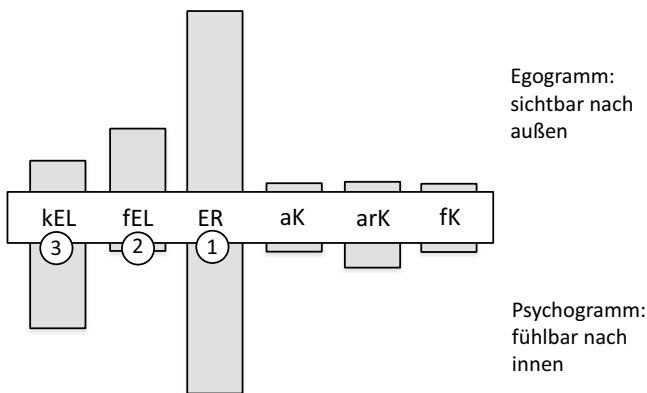 Egogramm:
sichtbar nach
außen
kEL fEL ER aK arK fK
3 2 1
Psychogramm:
fühlbar nach
innen